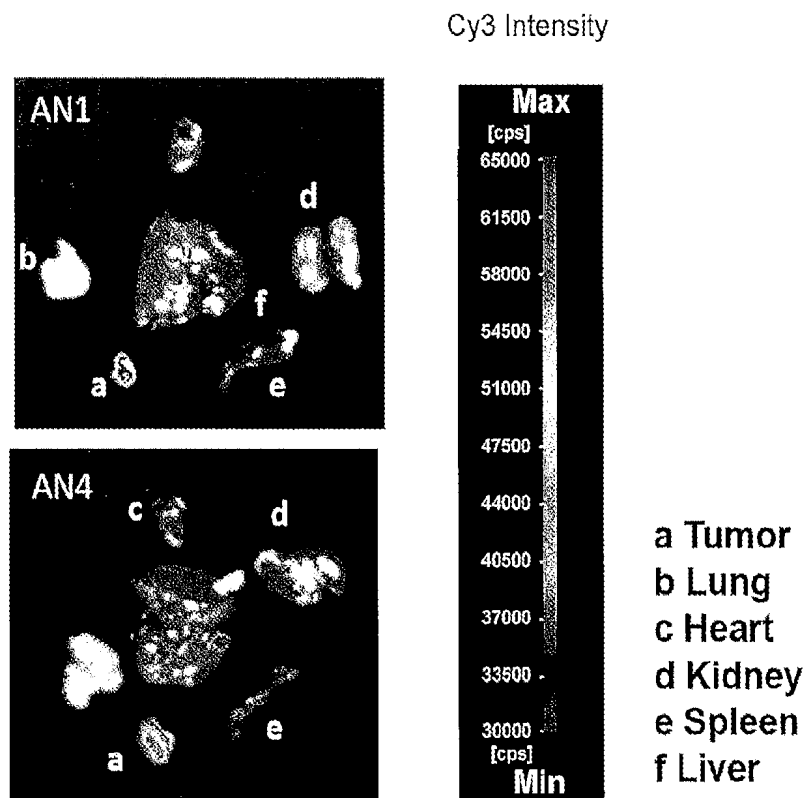 Cy3 Intensity
AN1
b
d
f
a
e
AN4
c
d
a
e
Max
[cps]
65000
61500
58000
54500
51000
47500
44000
40500
37000
33500
30000
[cps]
Min
a Tumor
b Lung
c Heart
d Kidney
e Spleen
f Liver